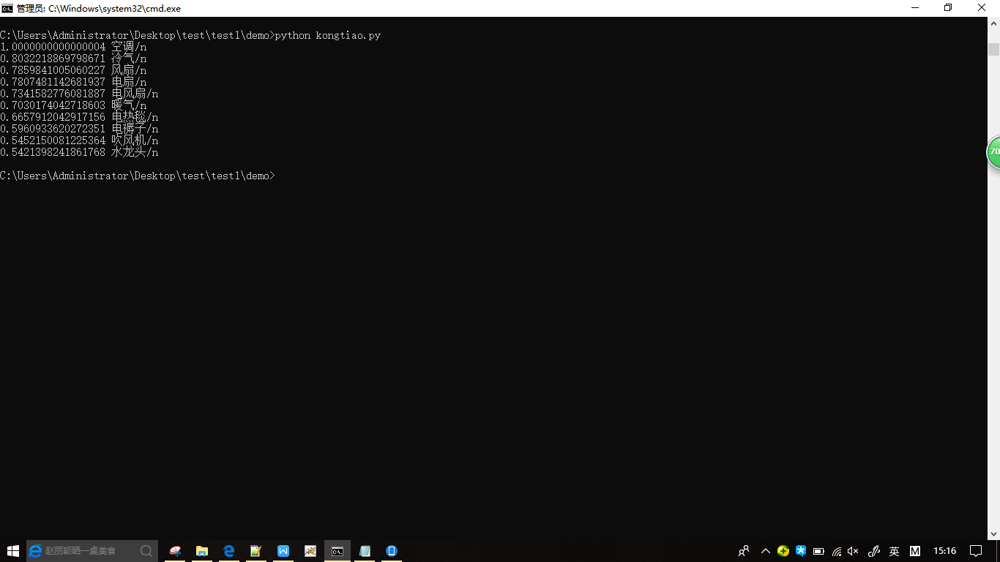 管理员: C:\Windows\system32\cmd.exe
C:\Users\Administrator\Desktop\test\test1\demo>python kongtiao.py
1.0000000000000004 空调/n
0.8032218869798671 冷气/n
0.7859841005060227 风扇/n
0.7807481142681937 电扇/n
0.7341582776081887 电风扇/n
0.7030174042718603 暖气/n
0.6657912042917156 电热毯/n
0.5960933620272351 电褥子/n
0.5452150081225364 吹风机/n
0.5421398241861768 水龙头/n
C:\Users\Administrator\Desktop\test\test1\demo>
70
赵丽颖晒一桌美食
英
M
15:16